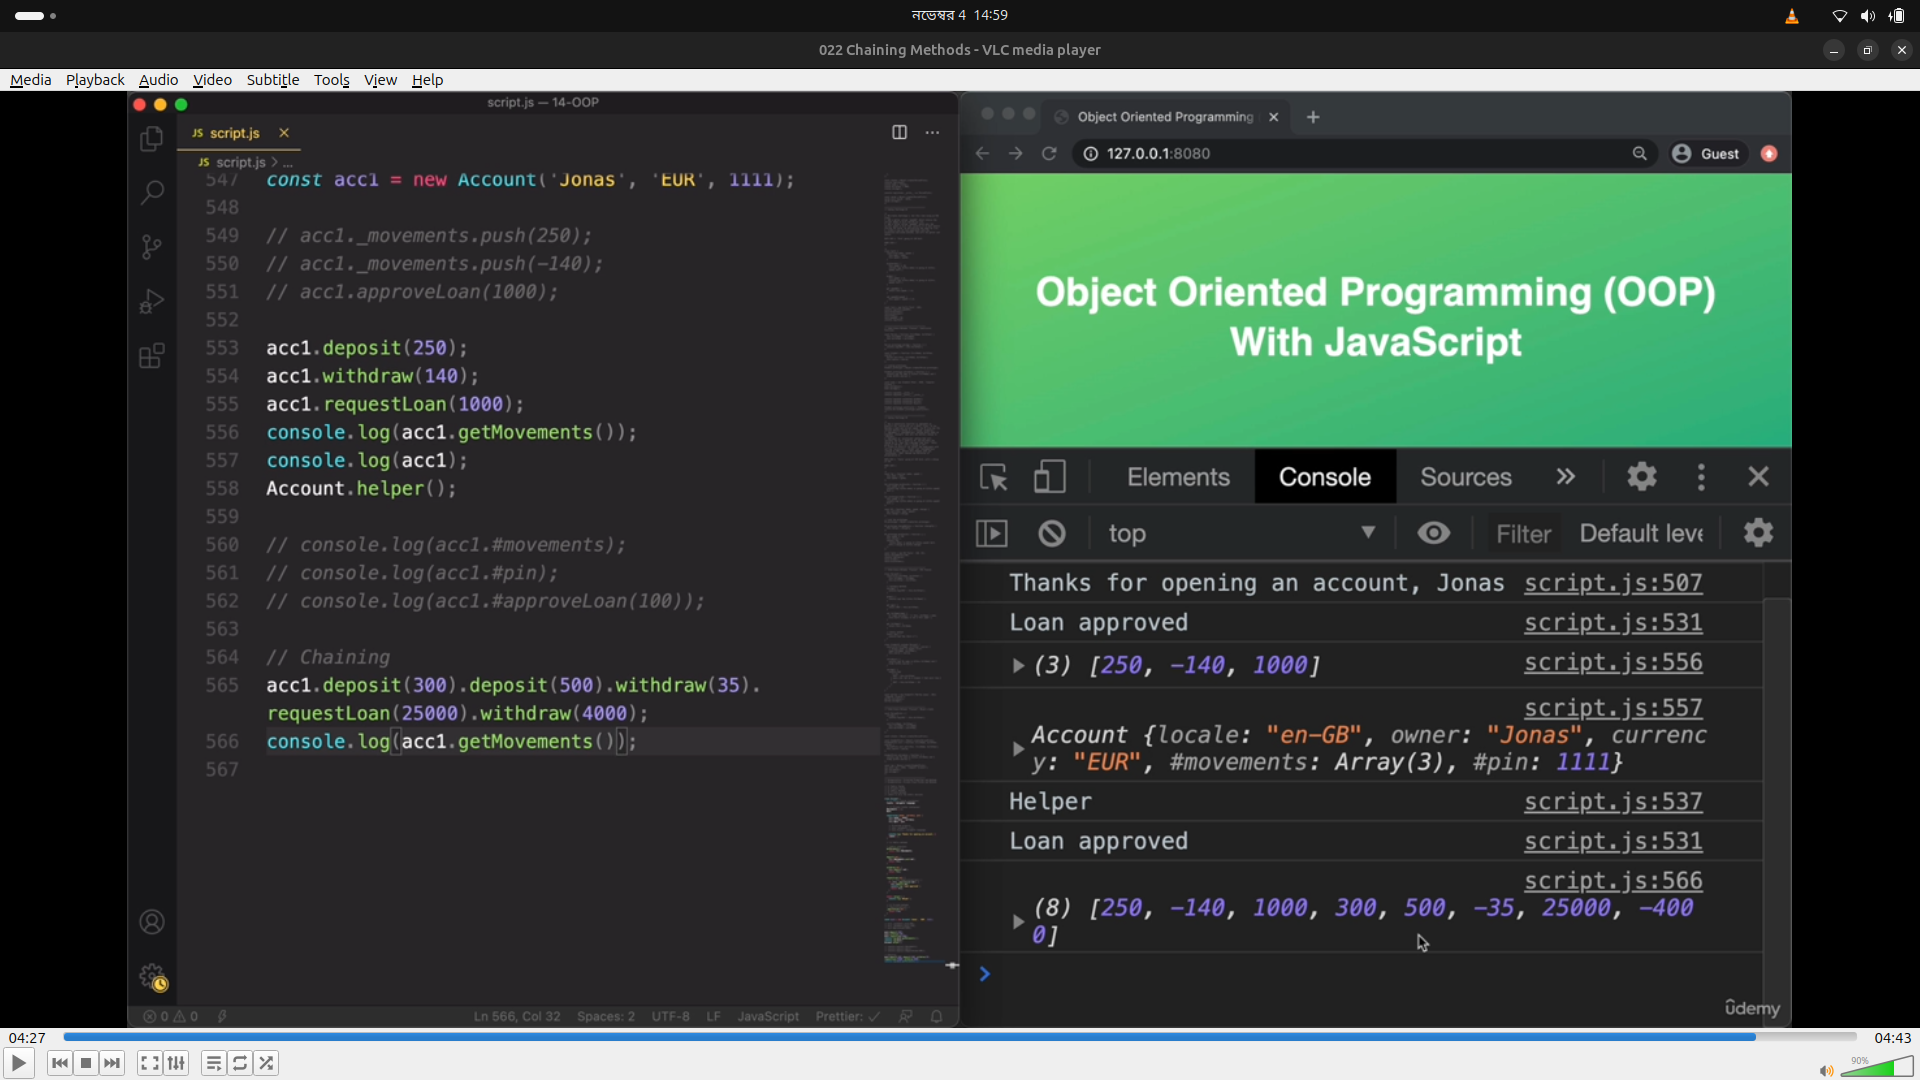 নভেম্বর 4 14:59
022 Chaining Methods - VLC media player
Media Playback Audio Video Subtitle Tools View Help
script.js — 14-OOP
JS script.js
JS script.js > ...
547 const acc1 = new Account('Jonas', 'EUR', 1111);
548
549 // acc1._movements.push(250);
550 // acc1._movements.push(-140);
551 // acc1.approveLoan(1000);
552
553 acc1.deposit(250);
554 acc1.withdraw(140);
555 acc1.requestLoan(1000);
556 console.log(acc1.getMovements());
557 console.log(acc1);
558 Account.helper();
559
560 // console.log(acc1.#movements);
561 // console.log(acc1.#pin);
562 // console.log(acc1.#approveLoan(100));
563
564 // Chaining
565 acc1.deposit(300).deposit(500).withdraw(35).
requestLoan(25000).withdraw(4000);
566 console.log(acc1.getMovements());
567
0 0 Ln 566, Col 32 Spaces: 2 UTF-8 LF JavaScript Prettier: ✓
Object Oriented Programming
127.0.0.1:8080 Guest
Object Oriented Programming (OOP)
With JavaScript
Elements Console Sources »
top Filter Default leve
Thanks for opening an account, Jonas script.js:507
Loan approved script.js:531
(3) [250, -140, 1000] script.js:556
script.js:557
Account {locale: "en-GB", owner: "Jonas", currenc
y: "EUR", #movements: Array(3), #pin: 1111}
Helper script.js:537
Loan approved script.js:531
script.js:566
(8) [250, -140, 1000, 300, 500, -35, 25000, -400
0]
ûdemy
04:27 04:43
90%